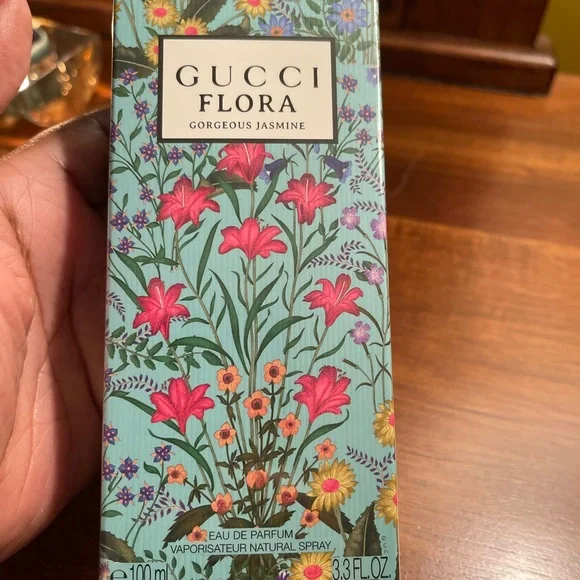 GUCCI
FLORA
GORGEOUS JASMINE
EAU DE PARFUM
VAPORISATEUR NATURAL SPRAY
℮ 100 ml 3.3 FL.OZ.